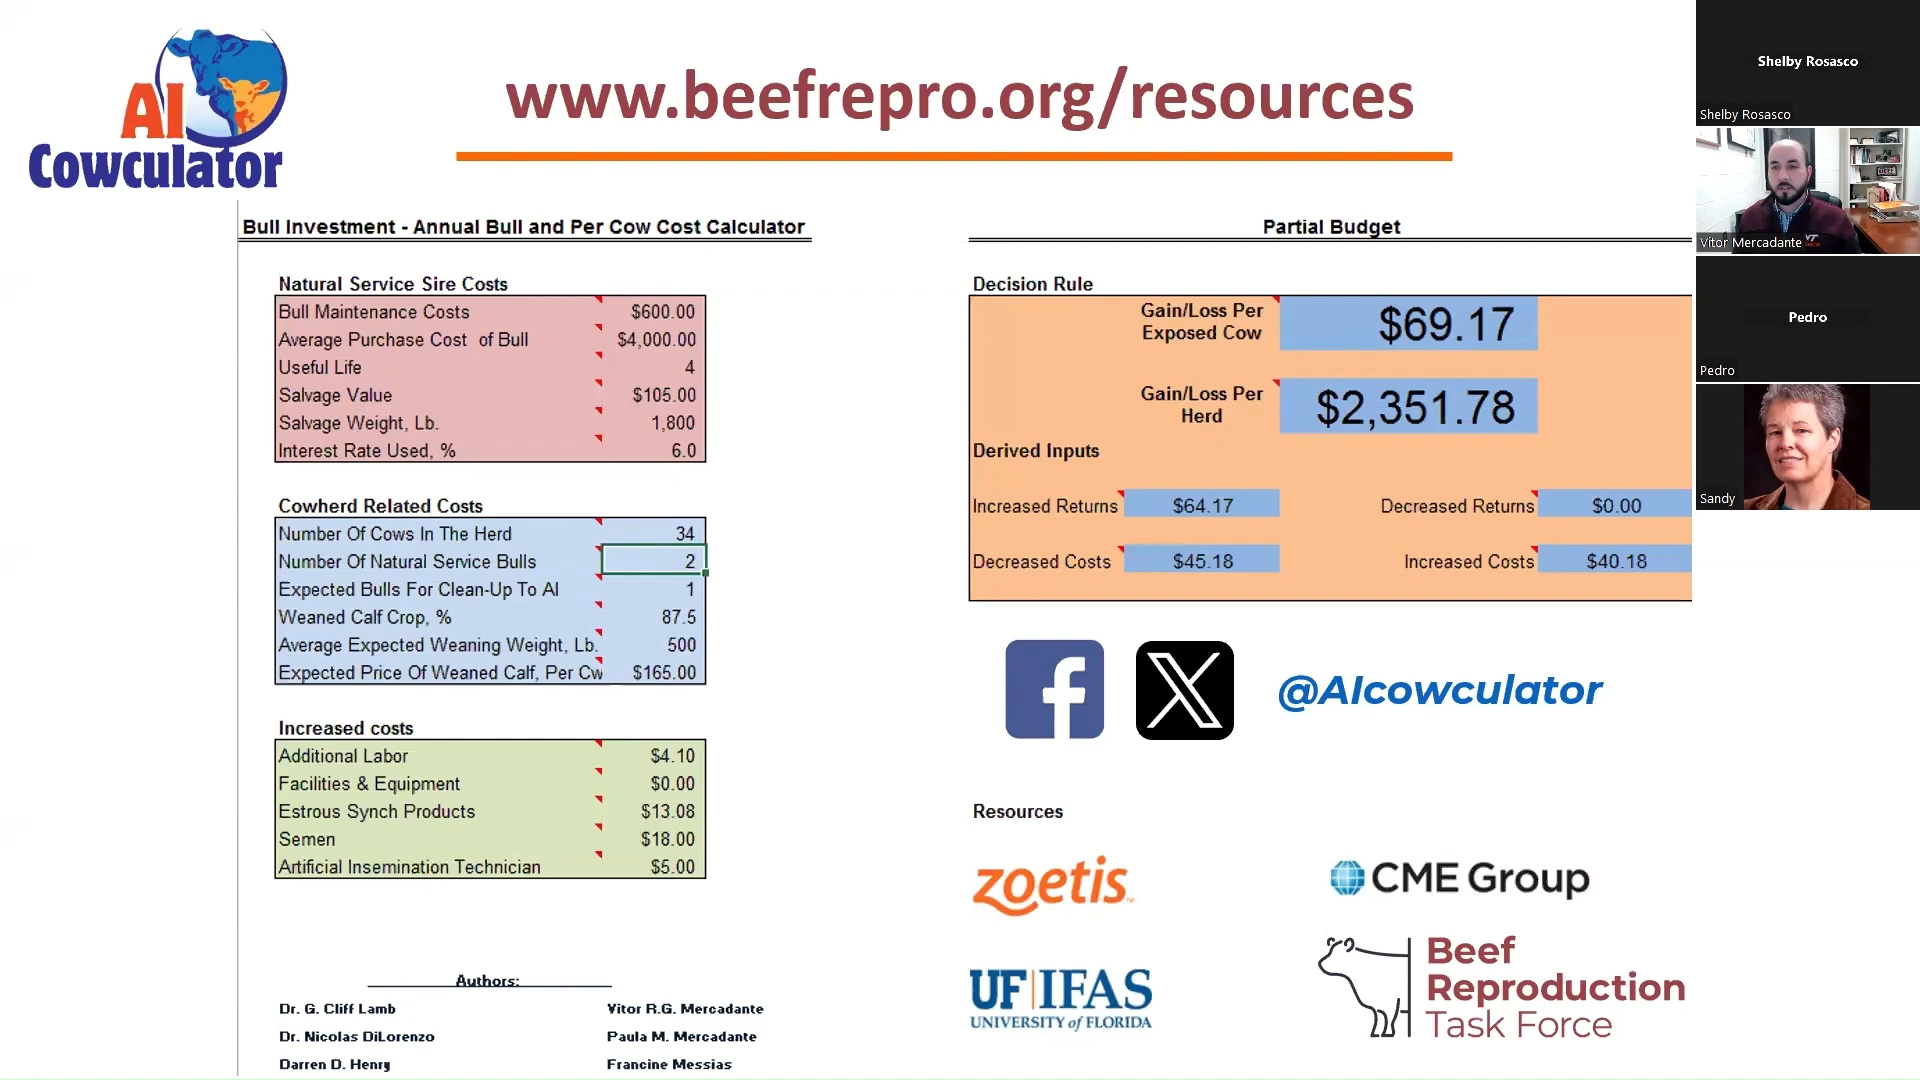 AI
Cowculator
www.beefrepro.org/resources
Bull Investment - Annual Bull and Per Cow Cost Calculator
Natural Service Sire Costs
Bull Maintenance Costs $600.00
Average Purchase Cost of Bull $4,000.00
Useful Life 4
Salvage Value $105.00
Salvage Weight, Lb. 1,800
Interest Rate Used, % 6.0
Cowherd Related Costs
Number Of Cows In The Herd 34
Number Of Natural Service Bulls 2
Expected Bulls For Clean-Up To AI 1
Weaned Calf Crop, % 87.5
Average Expected Weaning Weight, Lb. 500
Expected Price Of Weaned Calf, Per Cw $165.00
Increased costs
Additional Labor $4.10
Facilities & Equipment $0.00
Estrous Synch Products $13.08
Semen $18.00
Artificial Insemination Technician $5.00
Authors:
Dr. G. Cliff Lamb Vitor R.G. Mercadante
Dr. Nicolas DiLorenzo Paula M. Mercadante
Darren D. Henry Francine Messias
Partial Budget
Decision Rule
Gain/Loss Per
Exposed Cow
$69.17
Gain/Loss Per
Herd
$2,351.78
Derived Inputs
Increased Returns $64.17 Decreased Returns $0.00
Decreased Costs $45.18 Increased Costs $40.18
@AIcowculator
Resources
zoetis
CME Group
UF|IFAS
UNIVERSITY of FLORIDA
Beef
Reproduction
Task Force
Shelby Rosasco
Shelby Rosasco
Vitor Mercadante
VT
Pedro
Pedro
Sandy